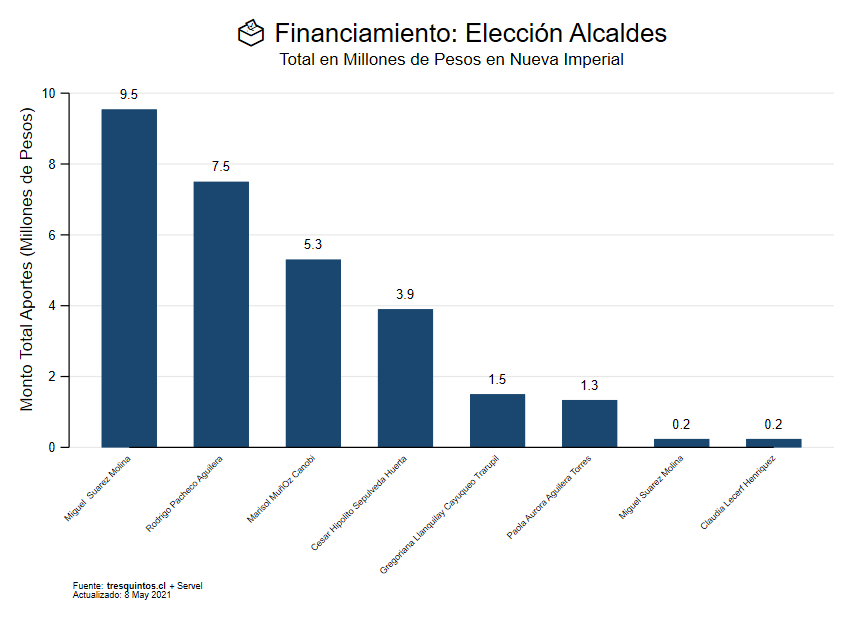 Financiamiento: Elección Alcaldes
Total en Millones de Pesos en Nueva Imperial
Monto Total Aportes (Millones de Pesos)
10
8
6
4
2
0
9.5
7.5
5.3
3.9
1.5
1.3
0.2
0.2
Miguel  Suarez Molina
Rodrigo Pacheco Aguilera
Marisol MuñOz Canobi
Cesar Hipolito Sepulveda Huerta
Gregoriana Llanquilay Cayuqueo Trarupil
Paola Aurora Aguilera Torres
Miguel Suarez Molina
Claudia Lecerf Henriquez
Fuente: tresquintos.cl + Servel
Actualizado: 8 May 2021